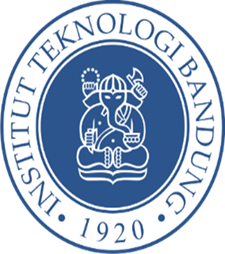 · INSTITUT TEKNOLOGI BANDUNG ·
1920